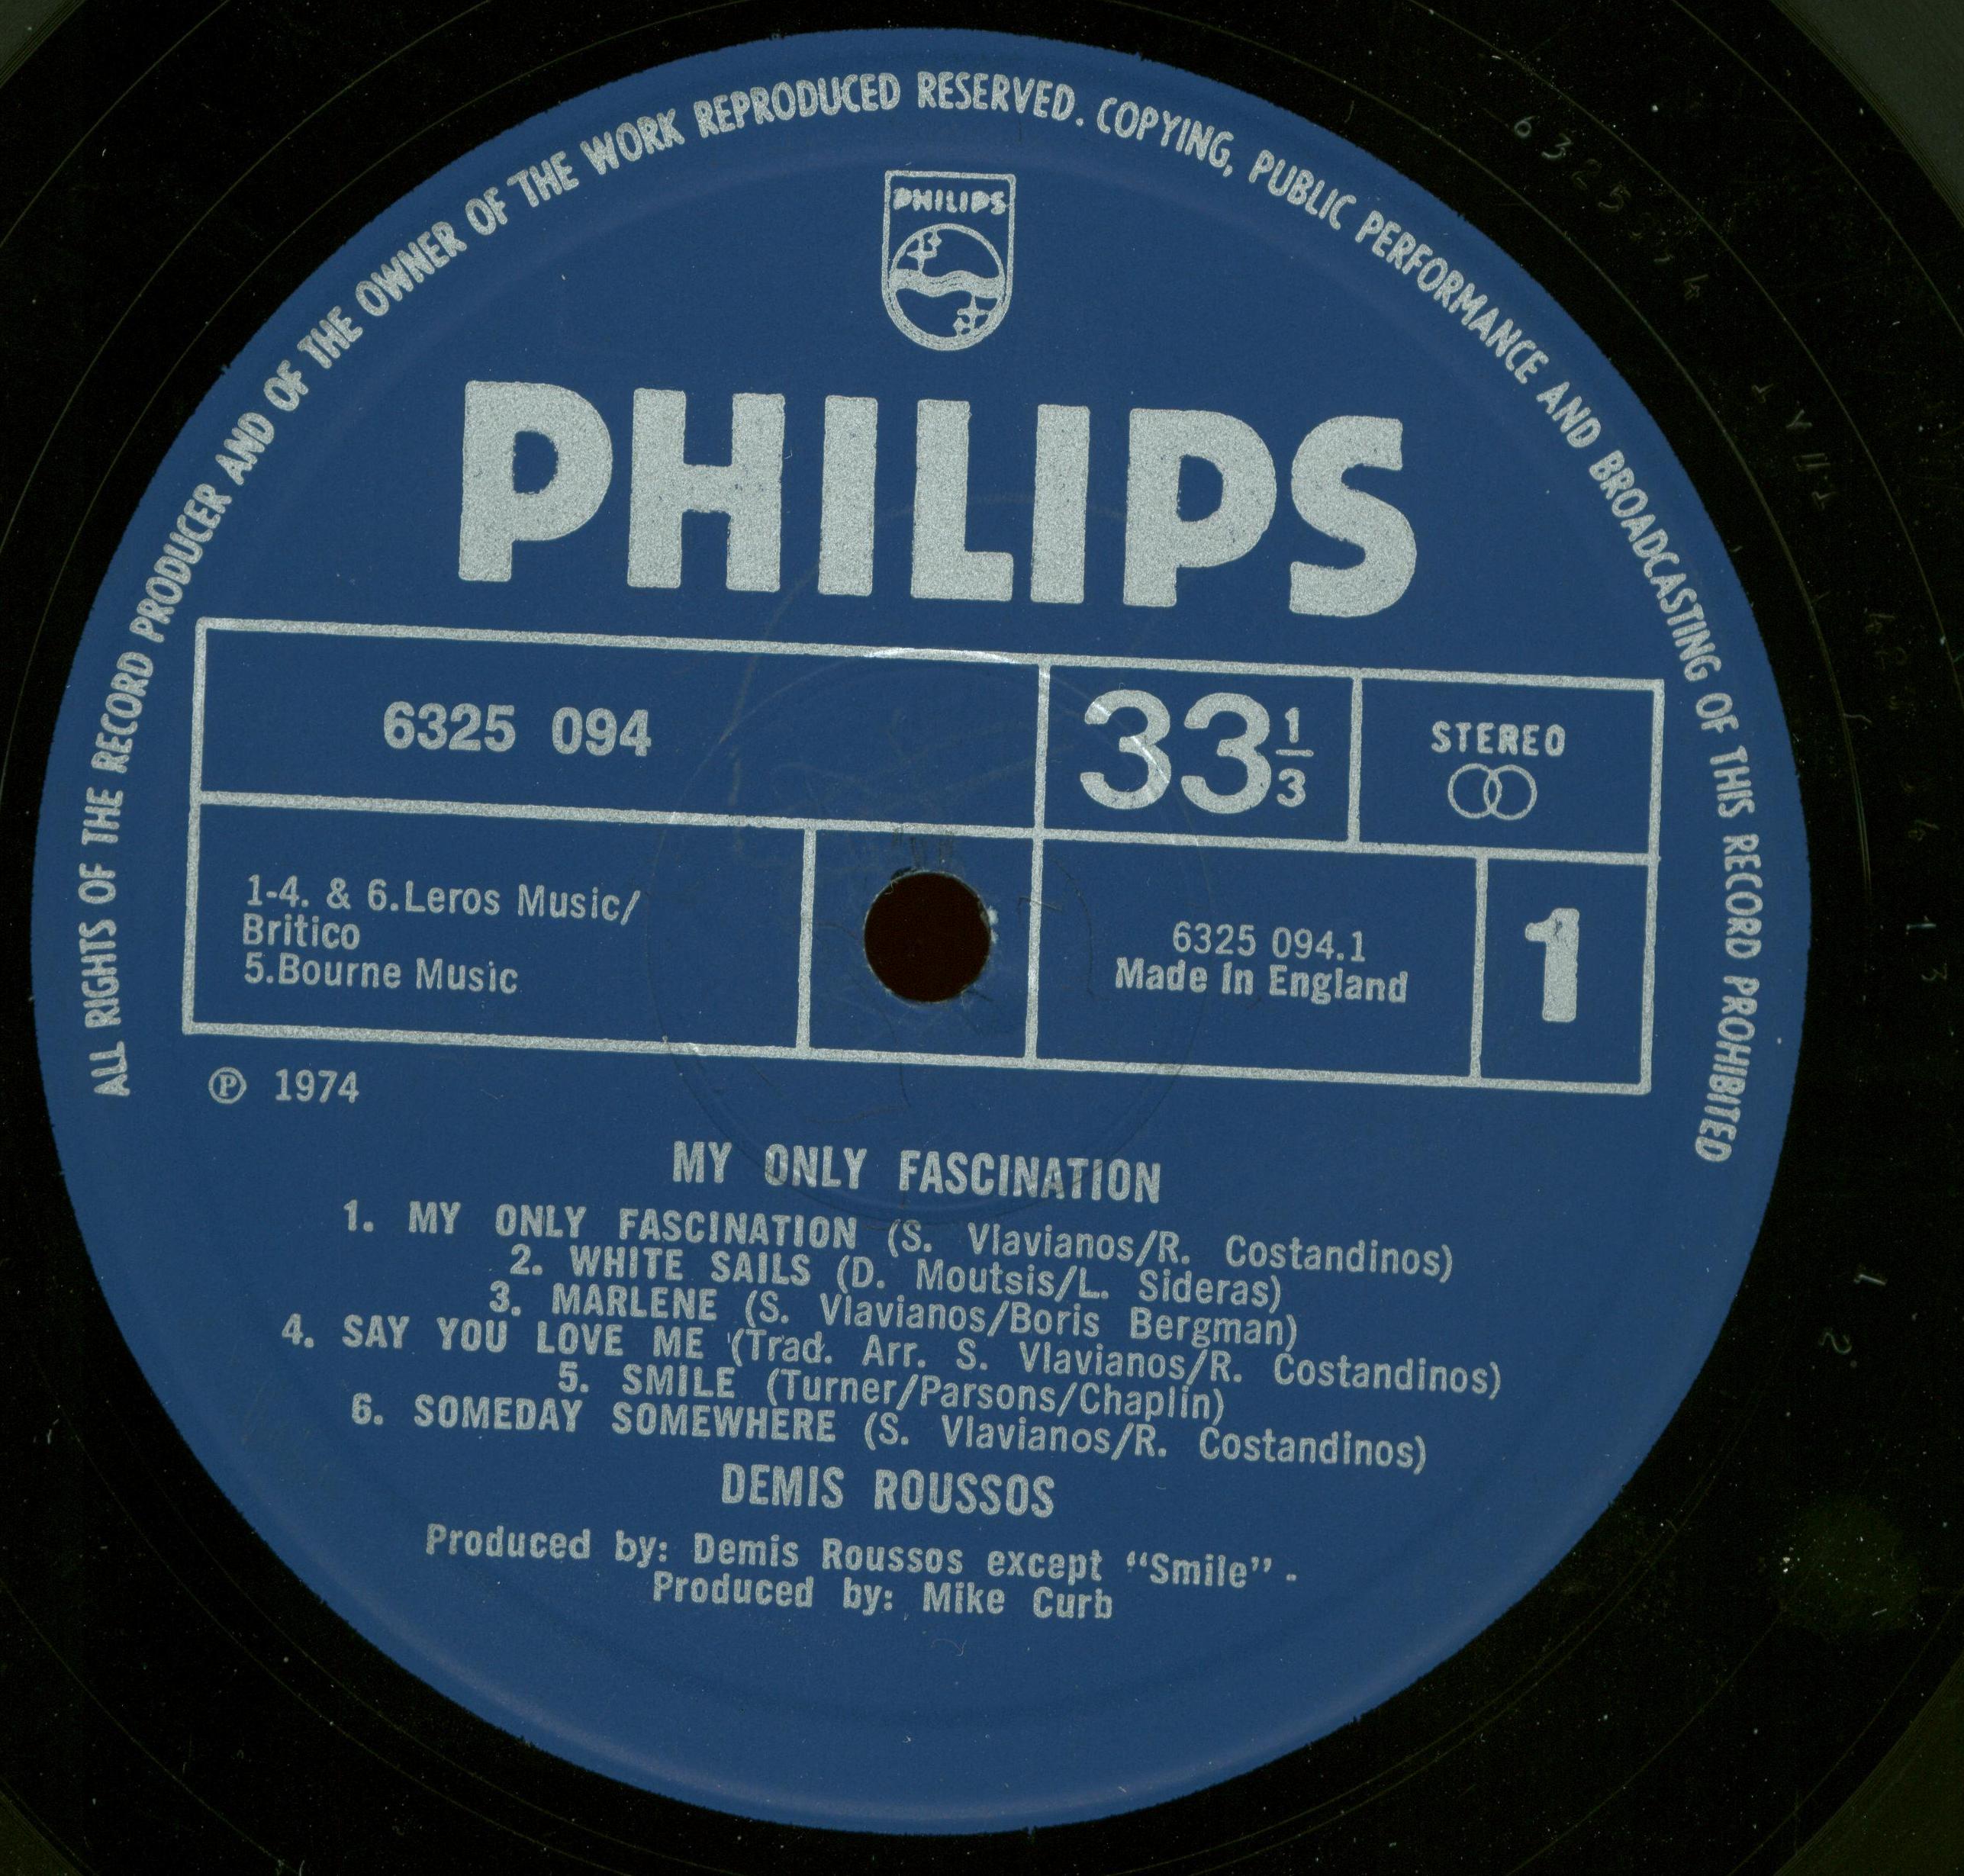 ALL RIGHTS OF THE RECORD PRODUCER AND OF THE OWNER OF THE WORK REPRODUCED RESERVED. COPYING, PUBLIC PERFORMANCE AND BROADCASTING OF THIS RECORD PROHIBITED
PHILIPS
PHILIPS
6325 094
33 1/3
STEREO
1-4. & 6.Leros Music/
Britico
5.Bourne Music
6325 094.1
Made in England
1
Ⓟ 1974
MY ONLY FASCINATION
1. MY ONLY FASCINATION (S. Vlavianos/R. Costandinos)
2. WHITE SAILS (D. Moutsis/L. Sideras)
3. MARLENE (S. Vlavianos/Boris Bergman)
4. SAY YOU LOVE ME (Trad. Arr. S. Vlavianos/R. Costandinos)
5. SMILE (Turner/Parsons/Chaplin)
6. SOMEDAY SOMEWHERE (S. Vlavianos/R. Costandinos)
DEMIS ROUSSOS
Produced by: Demis Roussos except “Smile” -
Produced by: Mike Curb